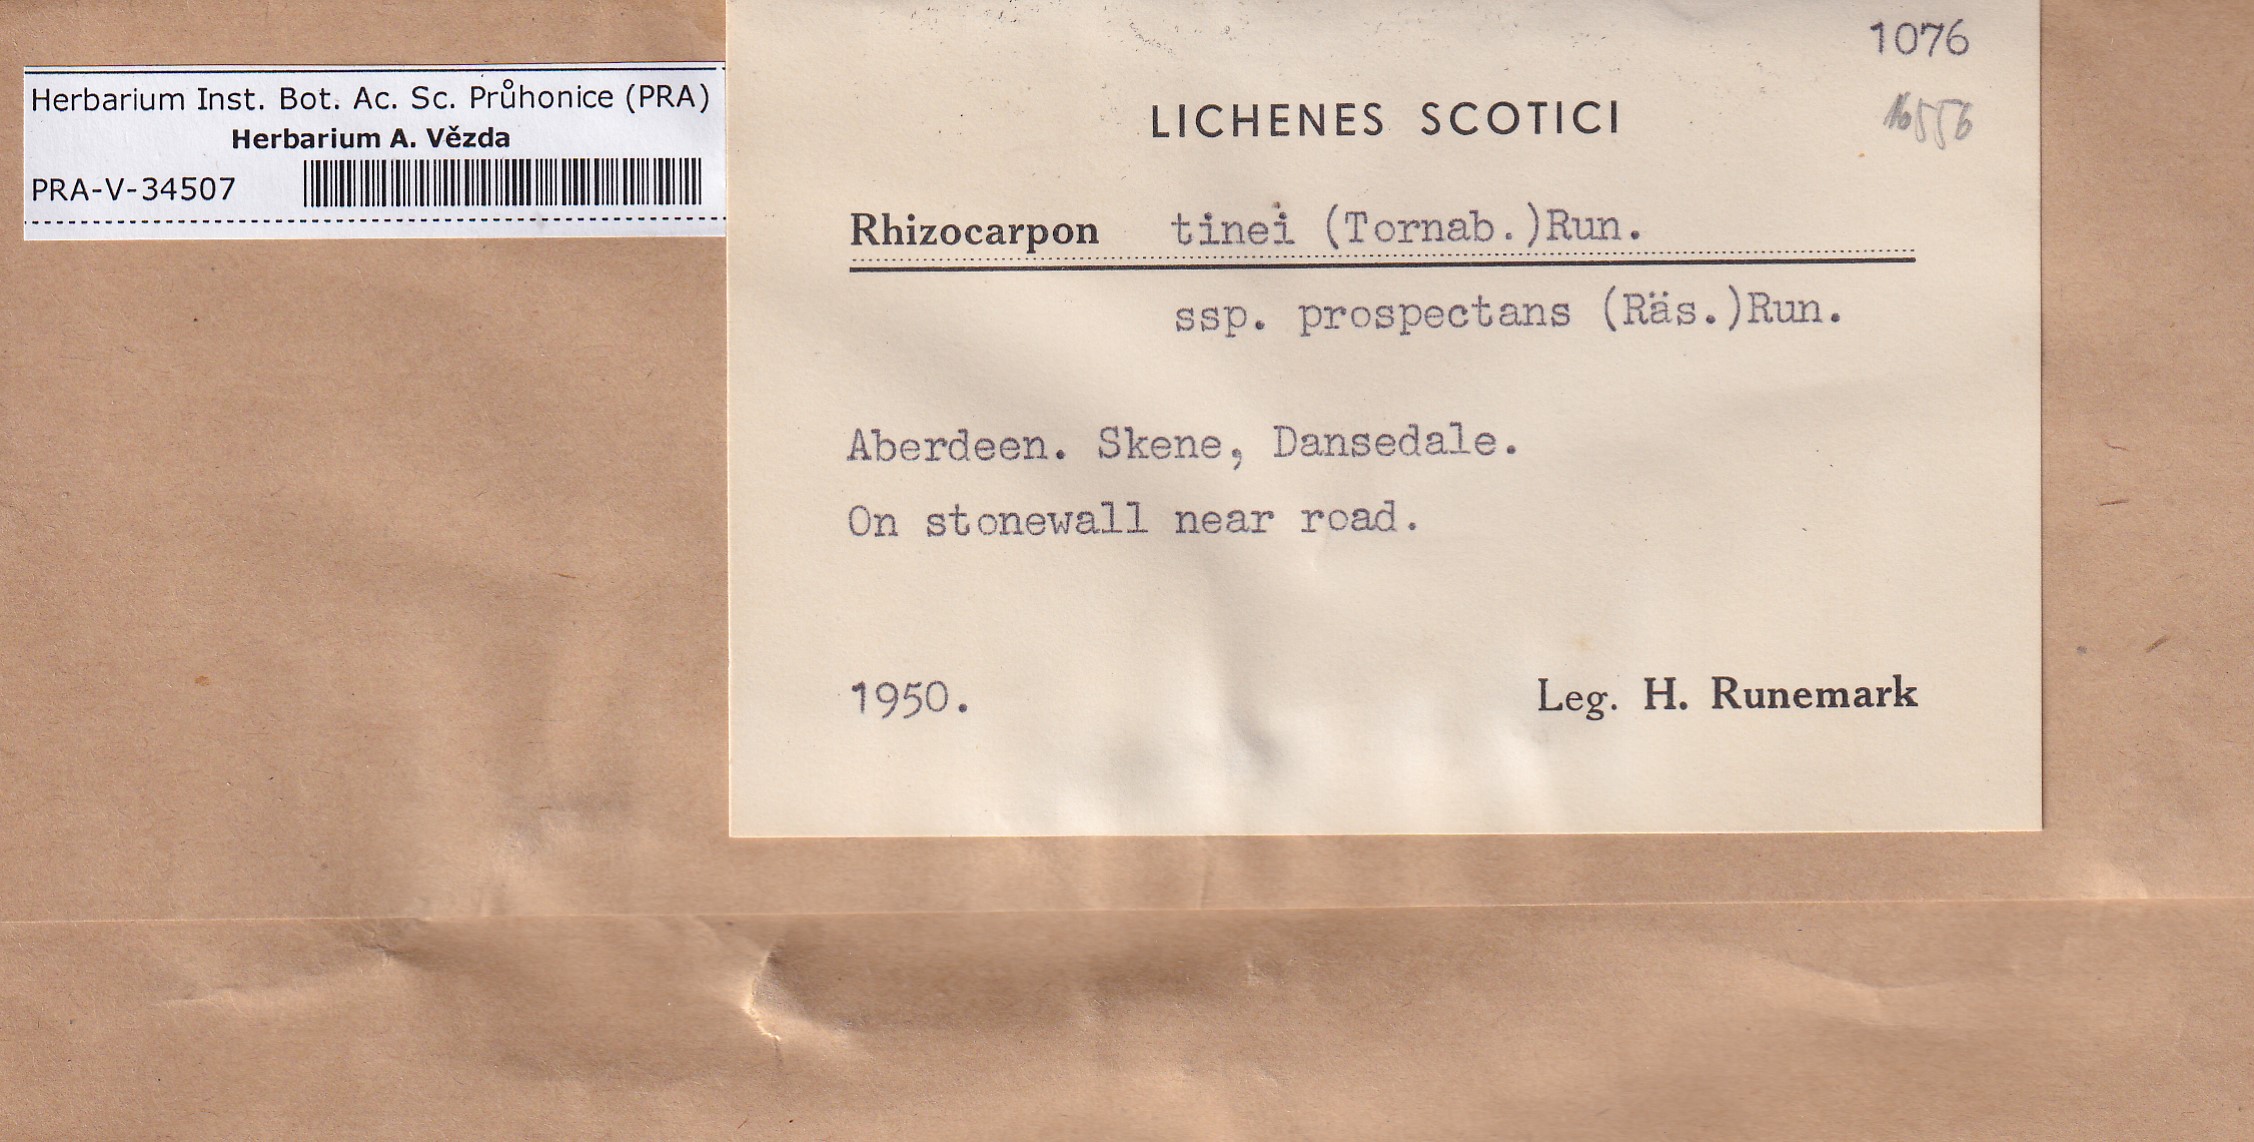 Herbarium Inst. Bot. Ac. Sc. Průhonice (PRA)
Herbarium A. Vězda
PRA-V-34507
1076
16556
LICHENES SCOTICI
Rhizocarpon tinei (Tornab.)Run.
ssp. prospectans (Räs.)Run.
Aberdeen. Skene, Dansedale.
On stonewall near road.
1950.
Leg. H. Runemark